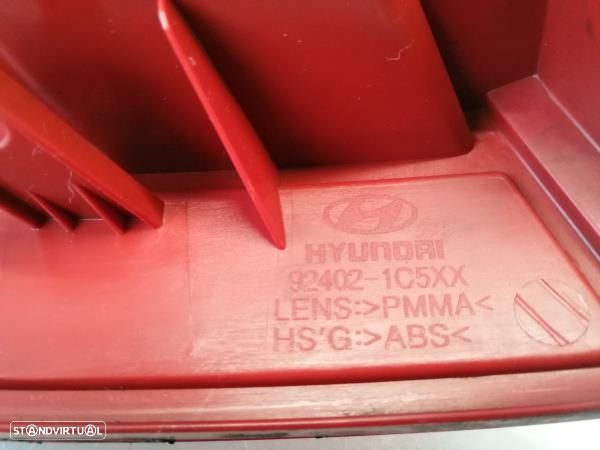 HYUNDAI
92402-1C5XX
LENS:>PMMA<
HS'G:>ABS<
STANDVIRTUAL